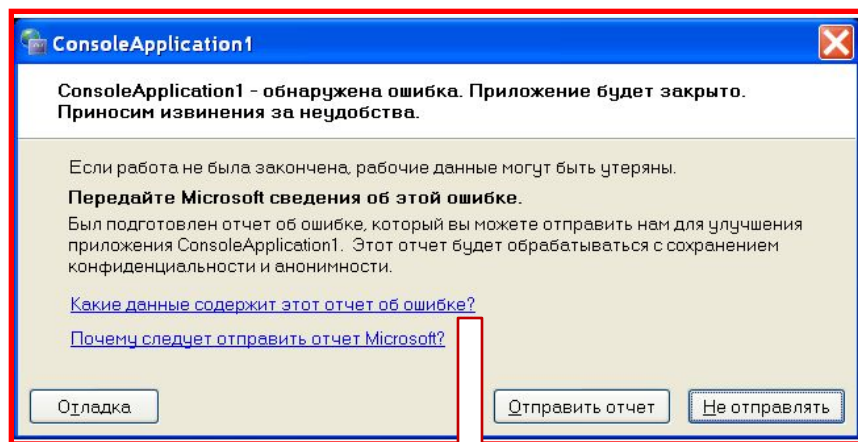 ConsoleApplication1
ConsoleApplication1 - обнаружена ошибка. Приложение будет закрыто.
Приносим извинения за неудобства.
Если работа не была закончена, рабочие данные могут быть утеряны.
Передайте Microsoft сведения об этой ошибке.
Был подготовлен отчет об ошибке, который вы можете отправить нам для улучшения
приложения ConsoleApplication1. Этот отчет будет обрабатываться с сохранением
конфиденциальности и анонимности.
Какие данные содержит этот отчет об ошибке?
Почему следует отправить отчет Microsoft?
Отладка Отправить отчет Не отправлять